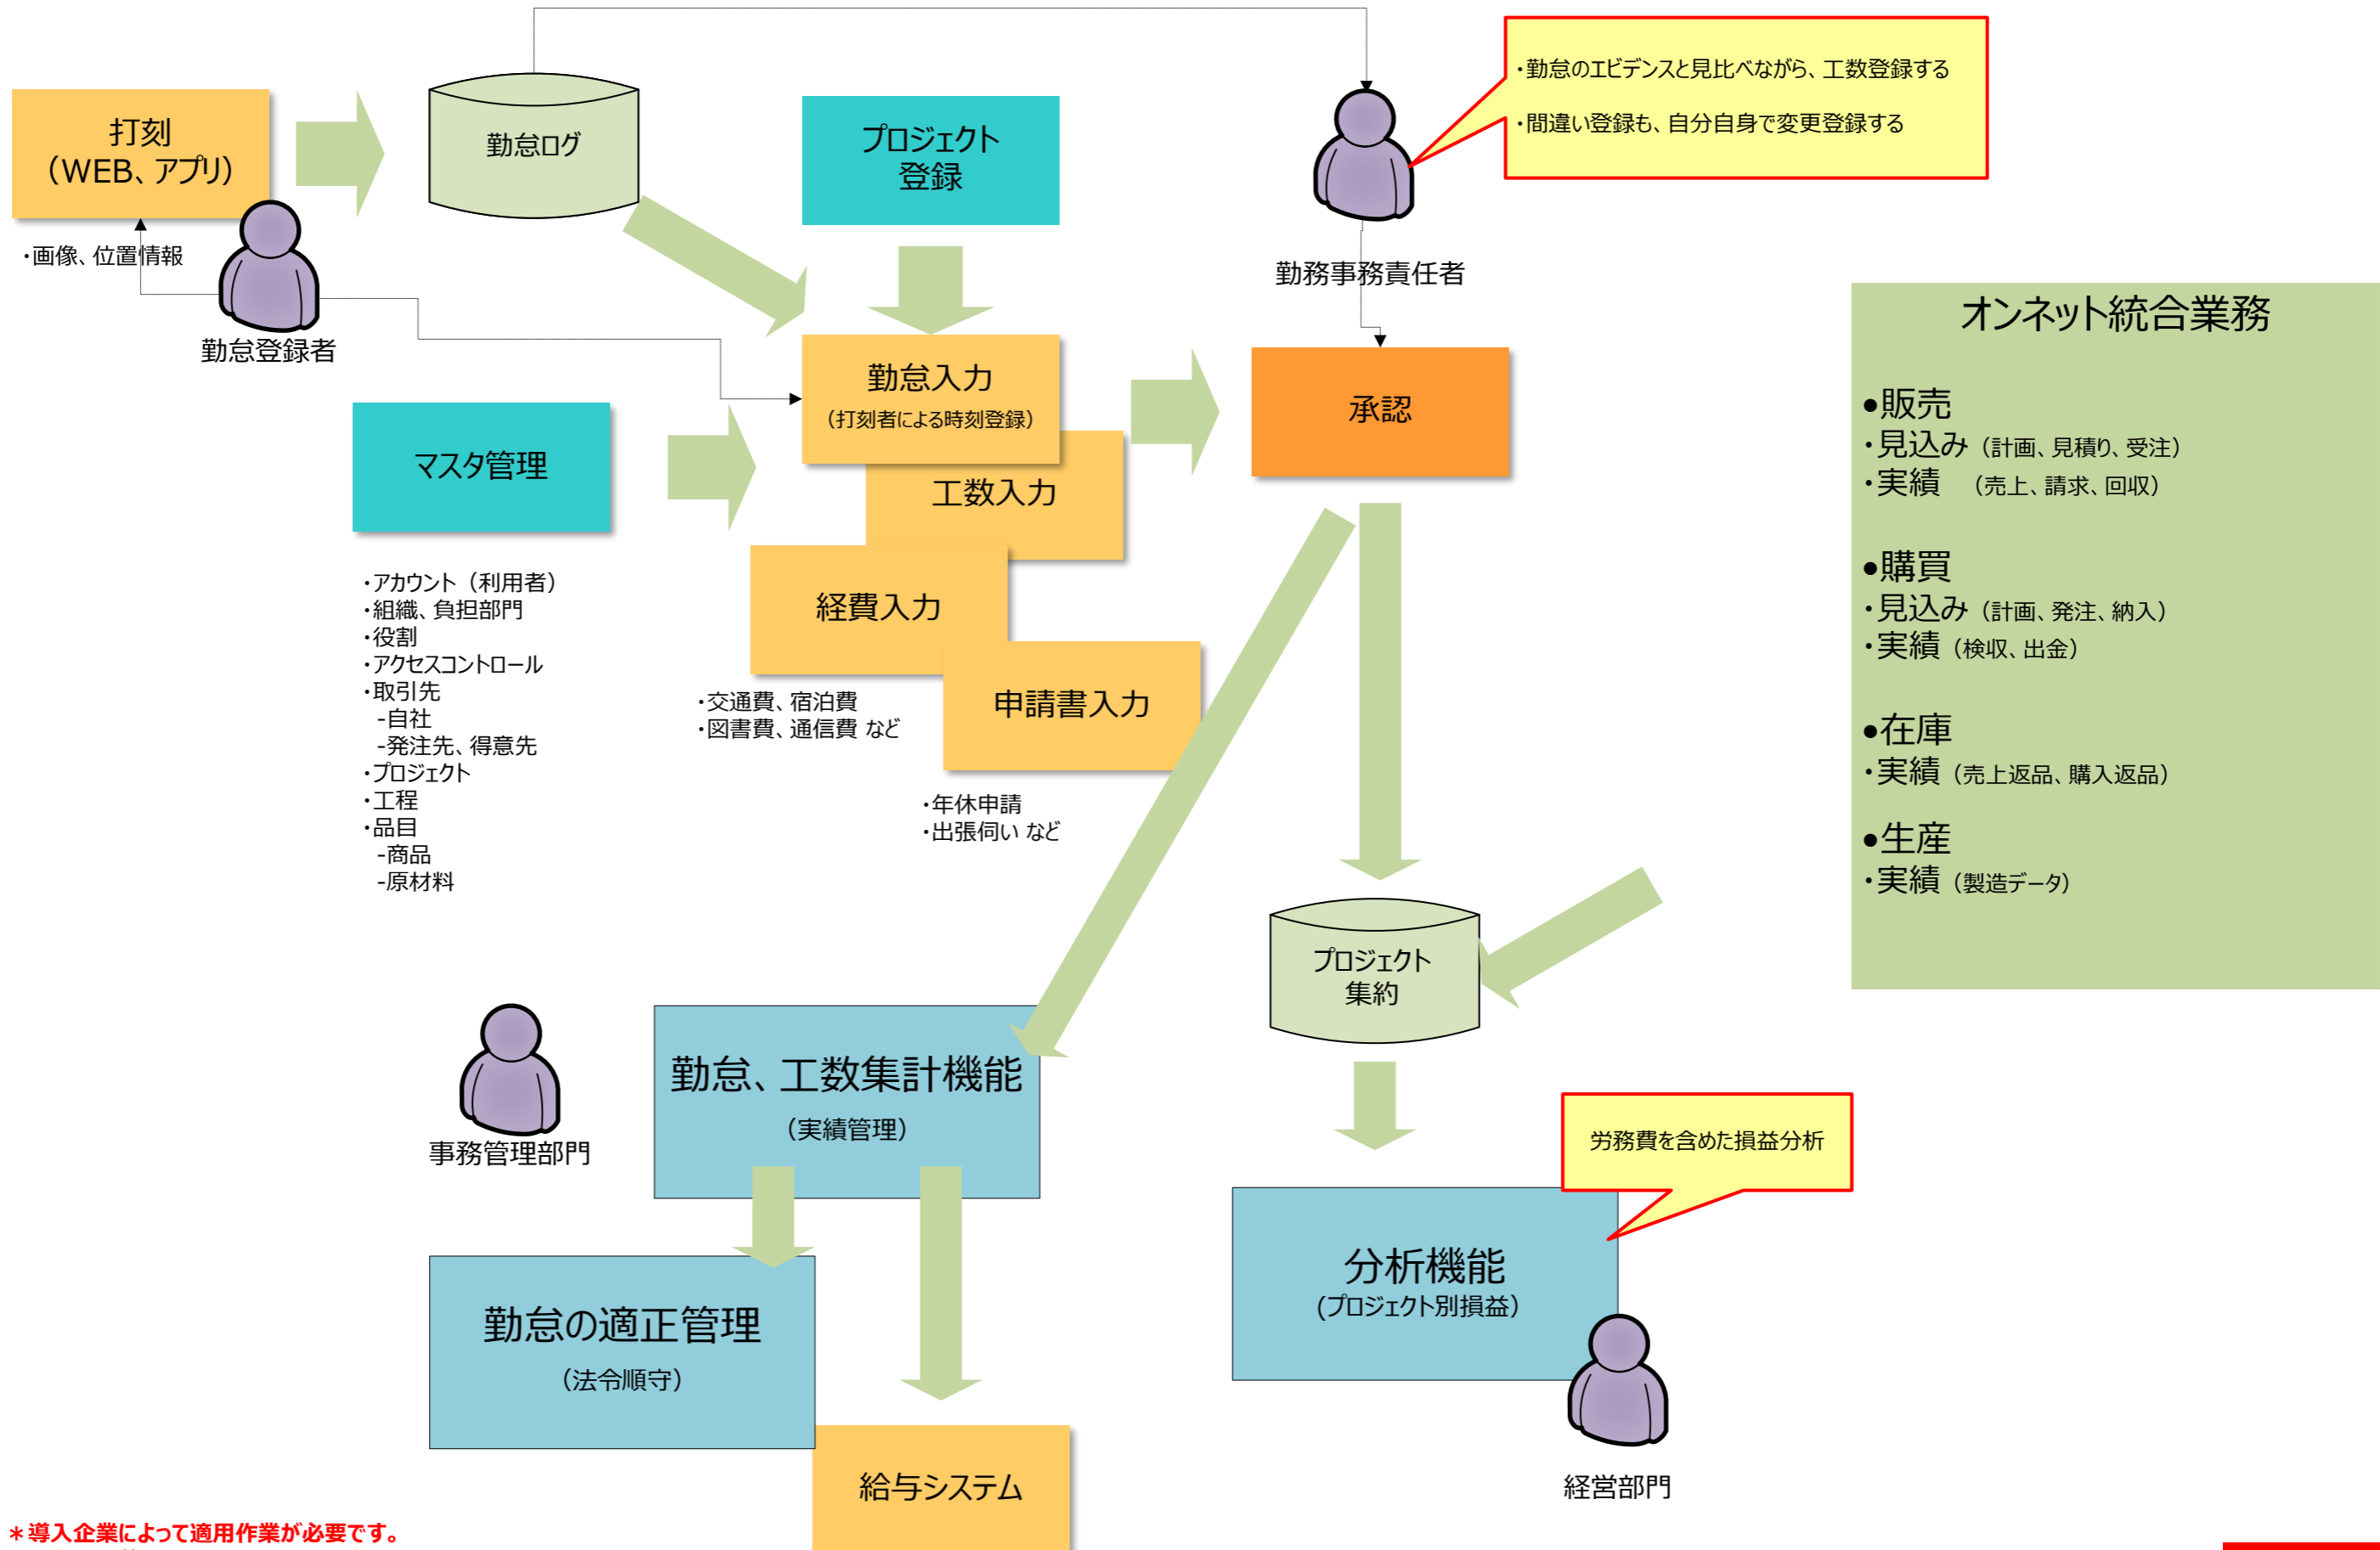 ・勤怠のエビデンスと見比べながら、工数登録する
・間違い登録も、自分自身で変更登録する
打刻
（WEB、アプリ）
・画像、位置情報
勤怠登録者
勤怠ログ
プロジェクト
登録
勤務事務責任者
マスタ管理
・アカウント（利用者）
・組織、負担部門
・役割
・アクセスコントロール
・取引先
-自社
-発注先、得意先
・プロジェクト
・工程
・品目
-商品
-原材料
勤怠入力
（打刻者による時刻登録）
工数入力
経費入力
・交通費、宿泊費
・図書費、通信費 など
申請書入力
・年休申請
・出張伺い など
承認
オンネット統合業務
●販売
・見込み（計画、見積り、受注）
・実績　（売上、請求、回収）
●購買
・見込み（計画、発注、納入）
・実績（検収、出金）
●在庫
・実績（売上返品、購入返品）
●生産
・実績（製造データ）
プロジェクト
集約
事務管理部門
勤怠、工数集計機能
（実績管理）
勤怠の適正管理
（法令順守）
給与システム
労務費を含めた損益分析
分析機能
(プロジェクト別損益）
経営部門
＊導入企業によって適用作業が必要です。